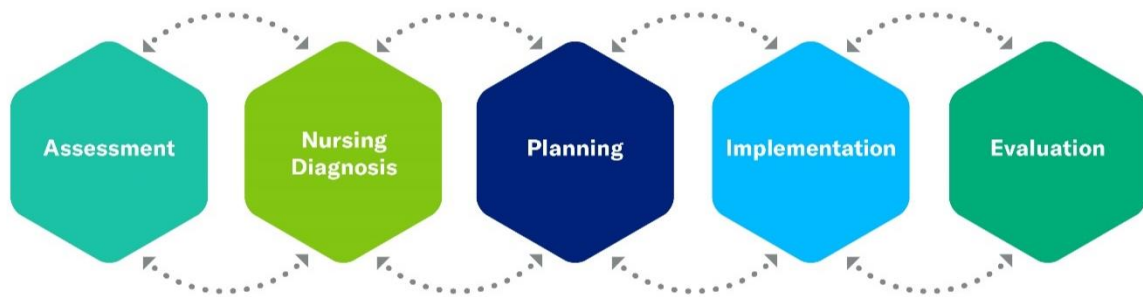 Assessment
Nursing
Diagnosis
Planning
Implementation
Evaluation